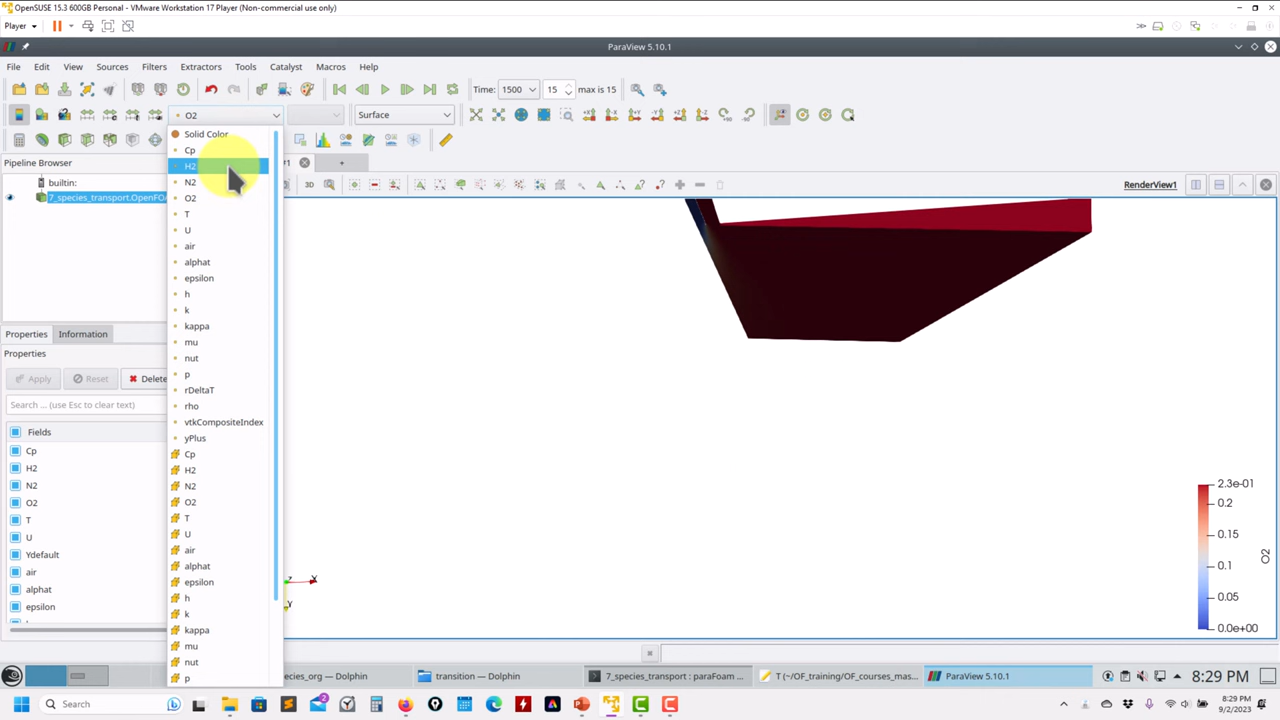 OpenSUSE 15.3 600GB Personal - VMware Workstation 17 Player (Non-commercial use only)
Player
ParaView 5.10.1
File Edit View Sources Filters Extractors Tools Catalyst Macros Help
Time: 1500 15 max is 15
O2 Surface
Solid Color
Cp
H2
N2
O2
T
U
air
alphat
epsilon
h
k
kappa
mu
nut
p
rDeltaT
rho
vtkCompositeIndex
yPlus
Cp
H2
N2
O2
T
U
air
alphat
epsilon
h
k
kappa
mu
nut
p
Pipeline Browser
builtin:
7_species_transport.OpenFOA
Properties Information
Properties
Apply Reset Delete
Search ... (use Esc to clear text)
Fields
Cp
H2
N2
O2
T
U
Ydefault
air
alphat
epsilon
#1 +
3D
RenderView1
2.3e-01
0.2
0.15
0.1
0.05
0.0e+00
O2
X
Y
Z
pecies_org — Dolphin transition — Dolphin 7_species_transport : paraFoam ... T (~/OF_training/OF_courses_mas... ParaView 5.10.1 8:29 PM
Search 2 8:29 PM
9/2/2023